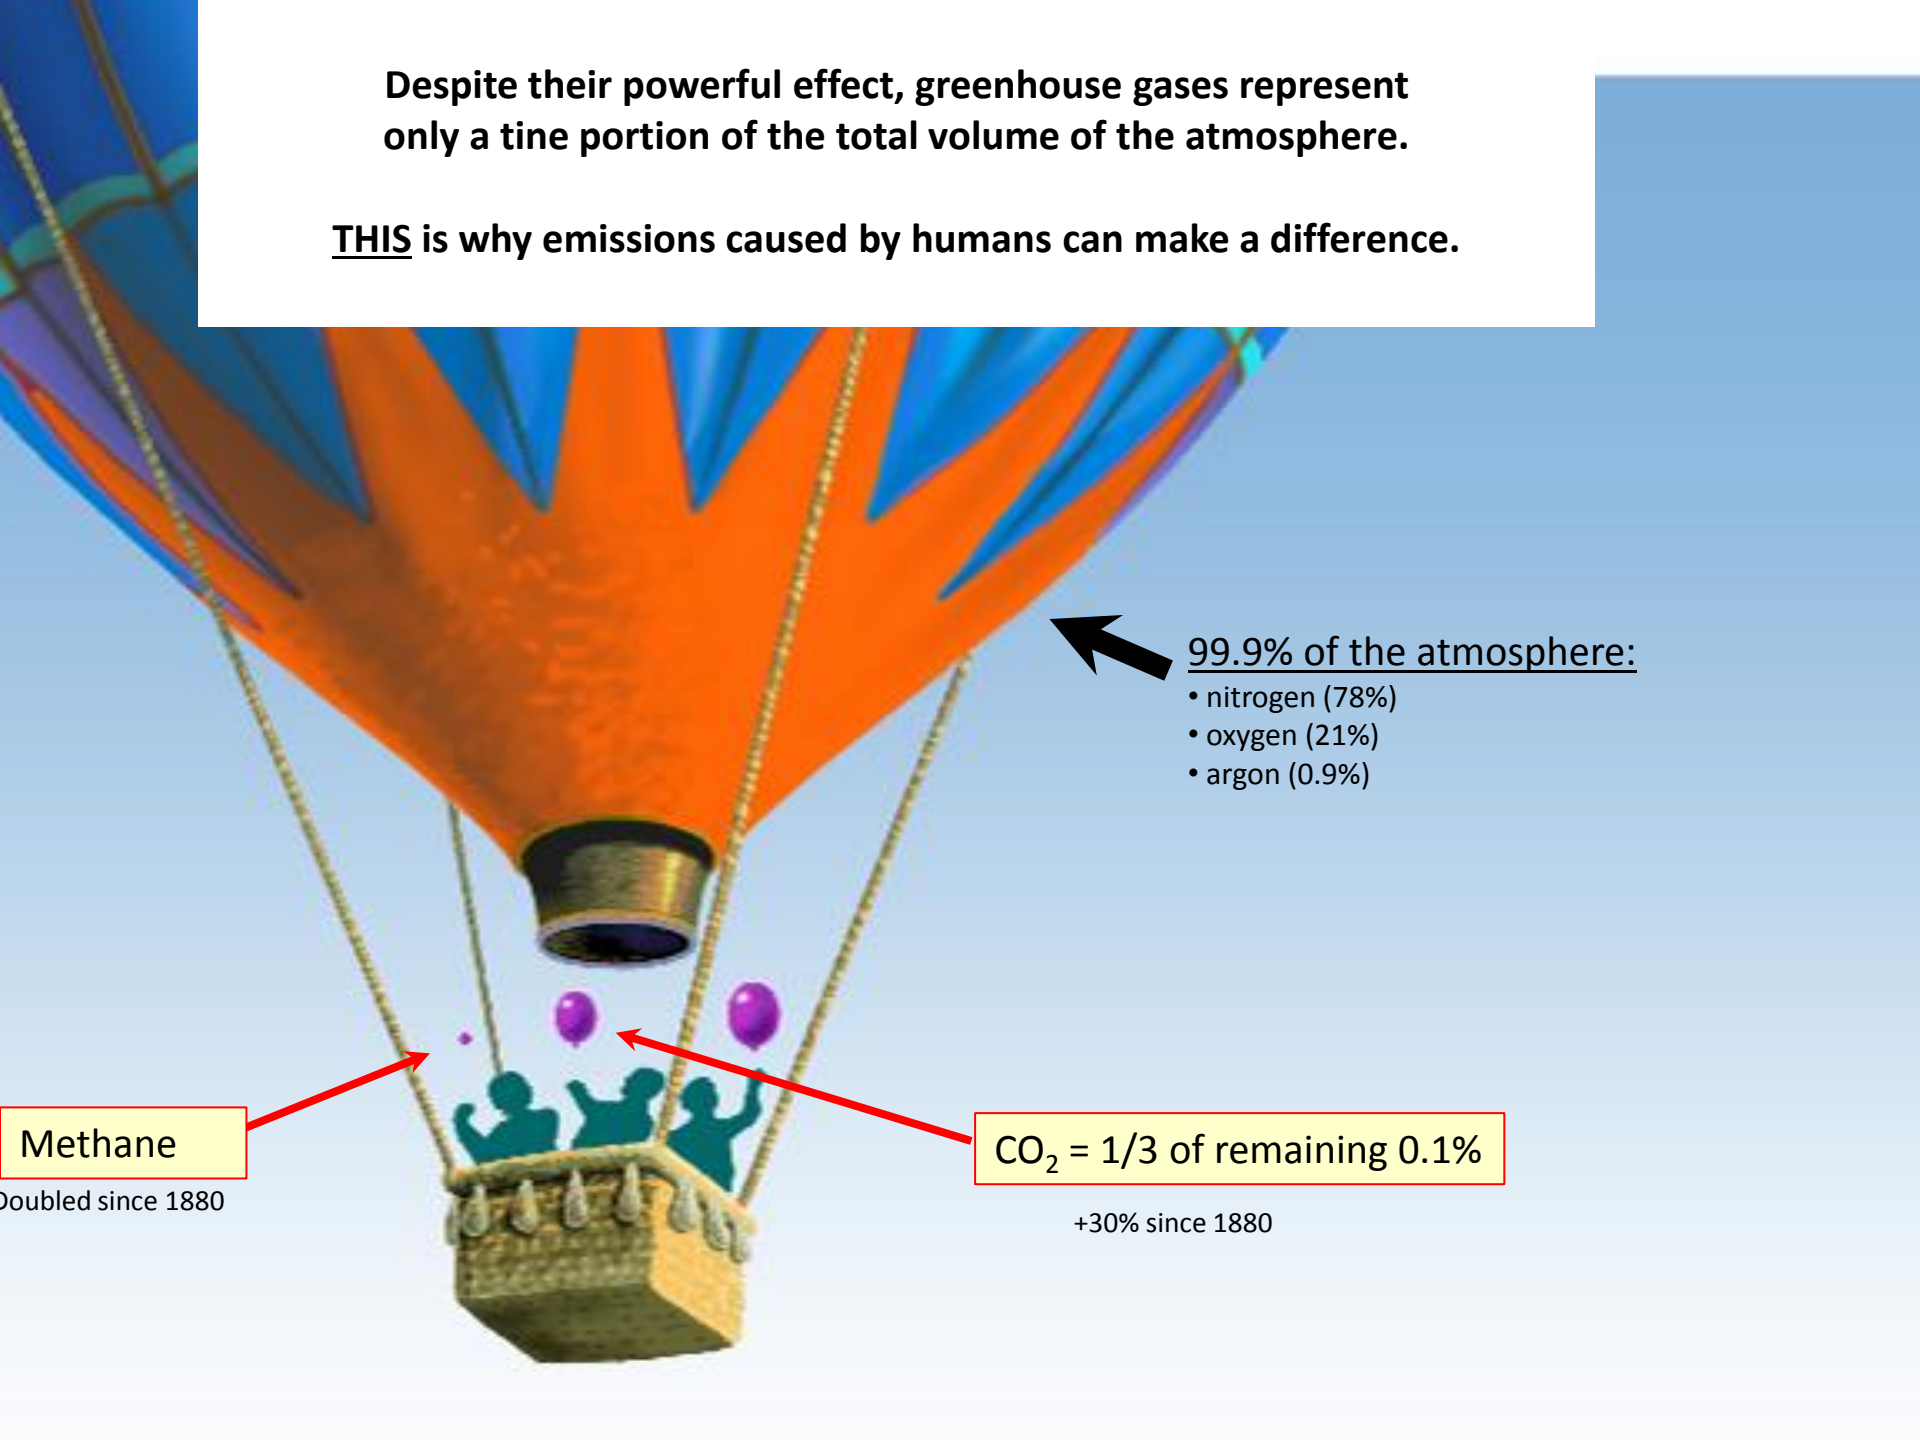 Despite their powerful effect, greenhouse gases represent
only a tine portion of the total volume of the atmosphere.
THIS is why emissions caused by humans can make a difference.
99.9% of the atmosphere:
• nitrogen (78%)
• oxygen (21%)
• argon (0.9%)
Methane
Doubled since 1880
CO₂ = 1/3 of remaining 0.1%
+30% since 1880